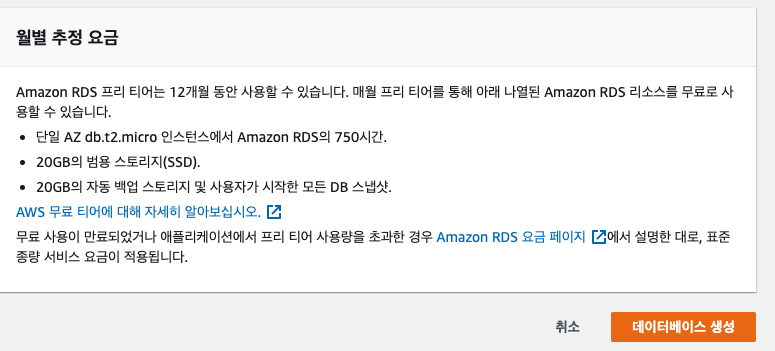 월별 추정 요금
Amazon RDS 프리 티어는 12개월 동안 사용할 수 있습니다. 매월 프리 티어를 통해 아래 나열된 Amazon RDS 리소스를 무료로 사
용할 수 있습니다.
• 단일 AZ db.t2.micro 인스턴스에서 Amazon RDS의 750시간.
• 20GB의 범용 스토리지(SSD).
• 20GB의 자동 백업 스토리지 및 사용자가 시작한 모든 DB 스냅샷.
AWS 무료 티어에 대해 자세히 알아보십시오.
무료 사용이 만료되었거나 애플리케이션에서 프리 티어 사용량을 초과한 경우 Amazon RDS 요금 페이지에서 설명한 대로, 표준
종량 서비스 요금이 적용됩니다.
취소 데이터베이스 생성